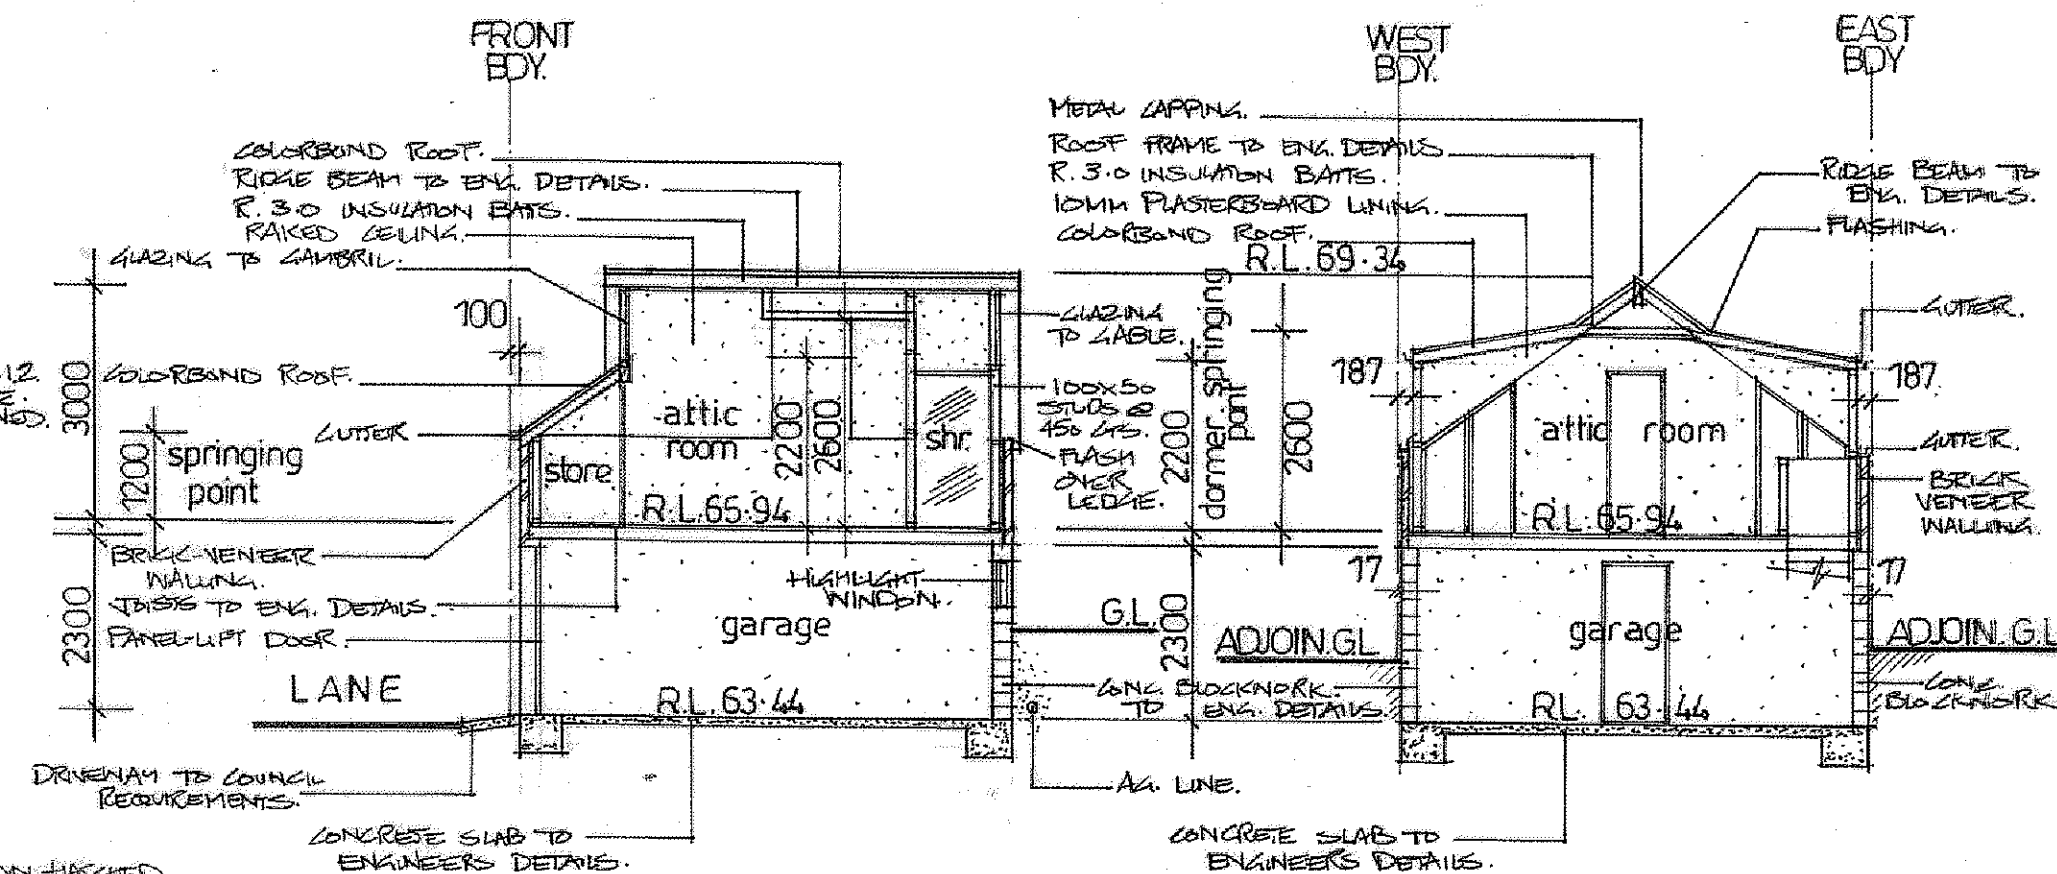 FRONT
BDY.
WEST
BDY.
EAST
BDY
COLORBOND ROOF.
RIDGE BEAM TO ENG. DETAILS.
R. 3.0 INSULATION BATTS.
RAKED CEILING.
GLAZING TO GAMBRIL.
100
3000
COLORBOND ROOF.
GUTTER
1200
springing
point
store
attic
room
2200
2600
shr.
R.L.65.94
BRICK VENEER
WALLING.
JOISTS TO ENG. DETAILS.
PANEL-LIFT DOOR.
2300
LANE
garage
HIGHLIGHT
WINDOW.
R.L. 63.44
DRIVEWAY TO COUNCIL
REQUIREMENTS.
CONCRETE SLAB TO
ENGINEERS DETAILS.
METAL CAPPING.
ROOF FRAME TO ENG. DETAILS
R. 3.0 INSULATION BATTS.
10MM PLASTERBOARD LINING.
COLORBOND ROOF.
R.L.69.34
GLAZING
TO GABLE.
100X50
STUDS @
450 CTS.
FLASH
OVER
LEDGE.
2200
dormer springing
point
2600
G.L.
2300
ADJOIN.GL
CONC. BLOCKWORK.
TO ENG. DETAILS.
AG. LINE.
RIDGE BEAM TO
ENG. DETAILS.
FLASHING.
GUTTER.
187
187
attic room
GUTTER.
BRICK
VENEER
WALLING.
R.L.65.94
17
17
garage
ADJOIN.G.L
R.L. 63.44
CONC.
BLOCKWORK
CONCRETE SLAB TO
ENGINEERS DETAILS.